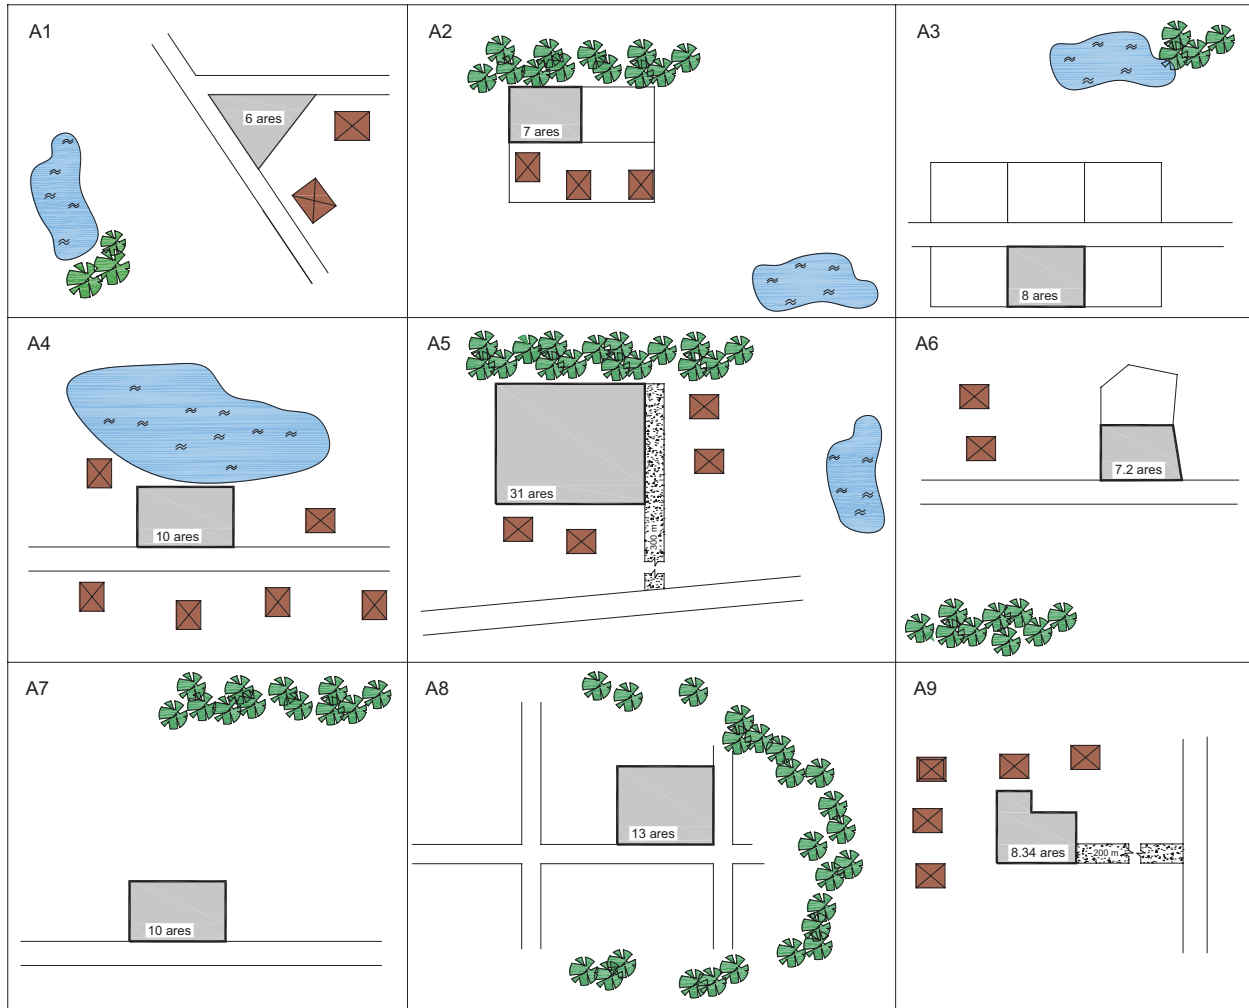 A1
6 ares
A2
7 ares
A3
8 ares
A4
10 ares
A5
31 ares
300 m
A6
7.2 ares
A7
10 ares
A8
13 ares
A9
8.34 ares
200 m